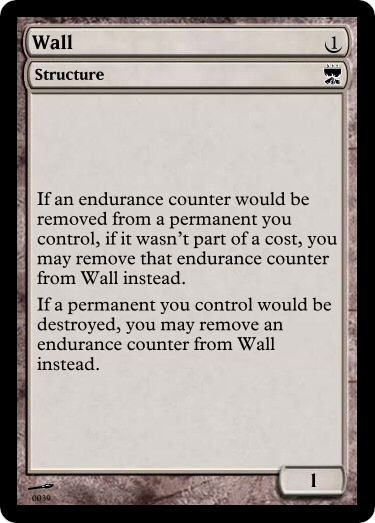 Wall 1
Structure
If an endurance counter would be
removed from a permanent you
control, if it wasn't part of a cost, you
may remove that endurance counter
from Wall instead.
If a permanent you control would be
destroyed, you may remove an
endurance counter from Wall
instead.
1
0039